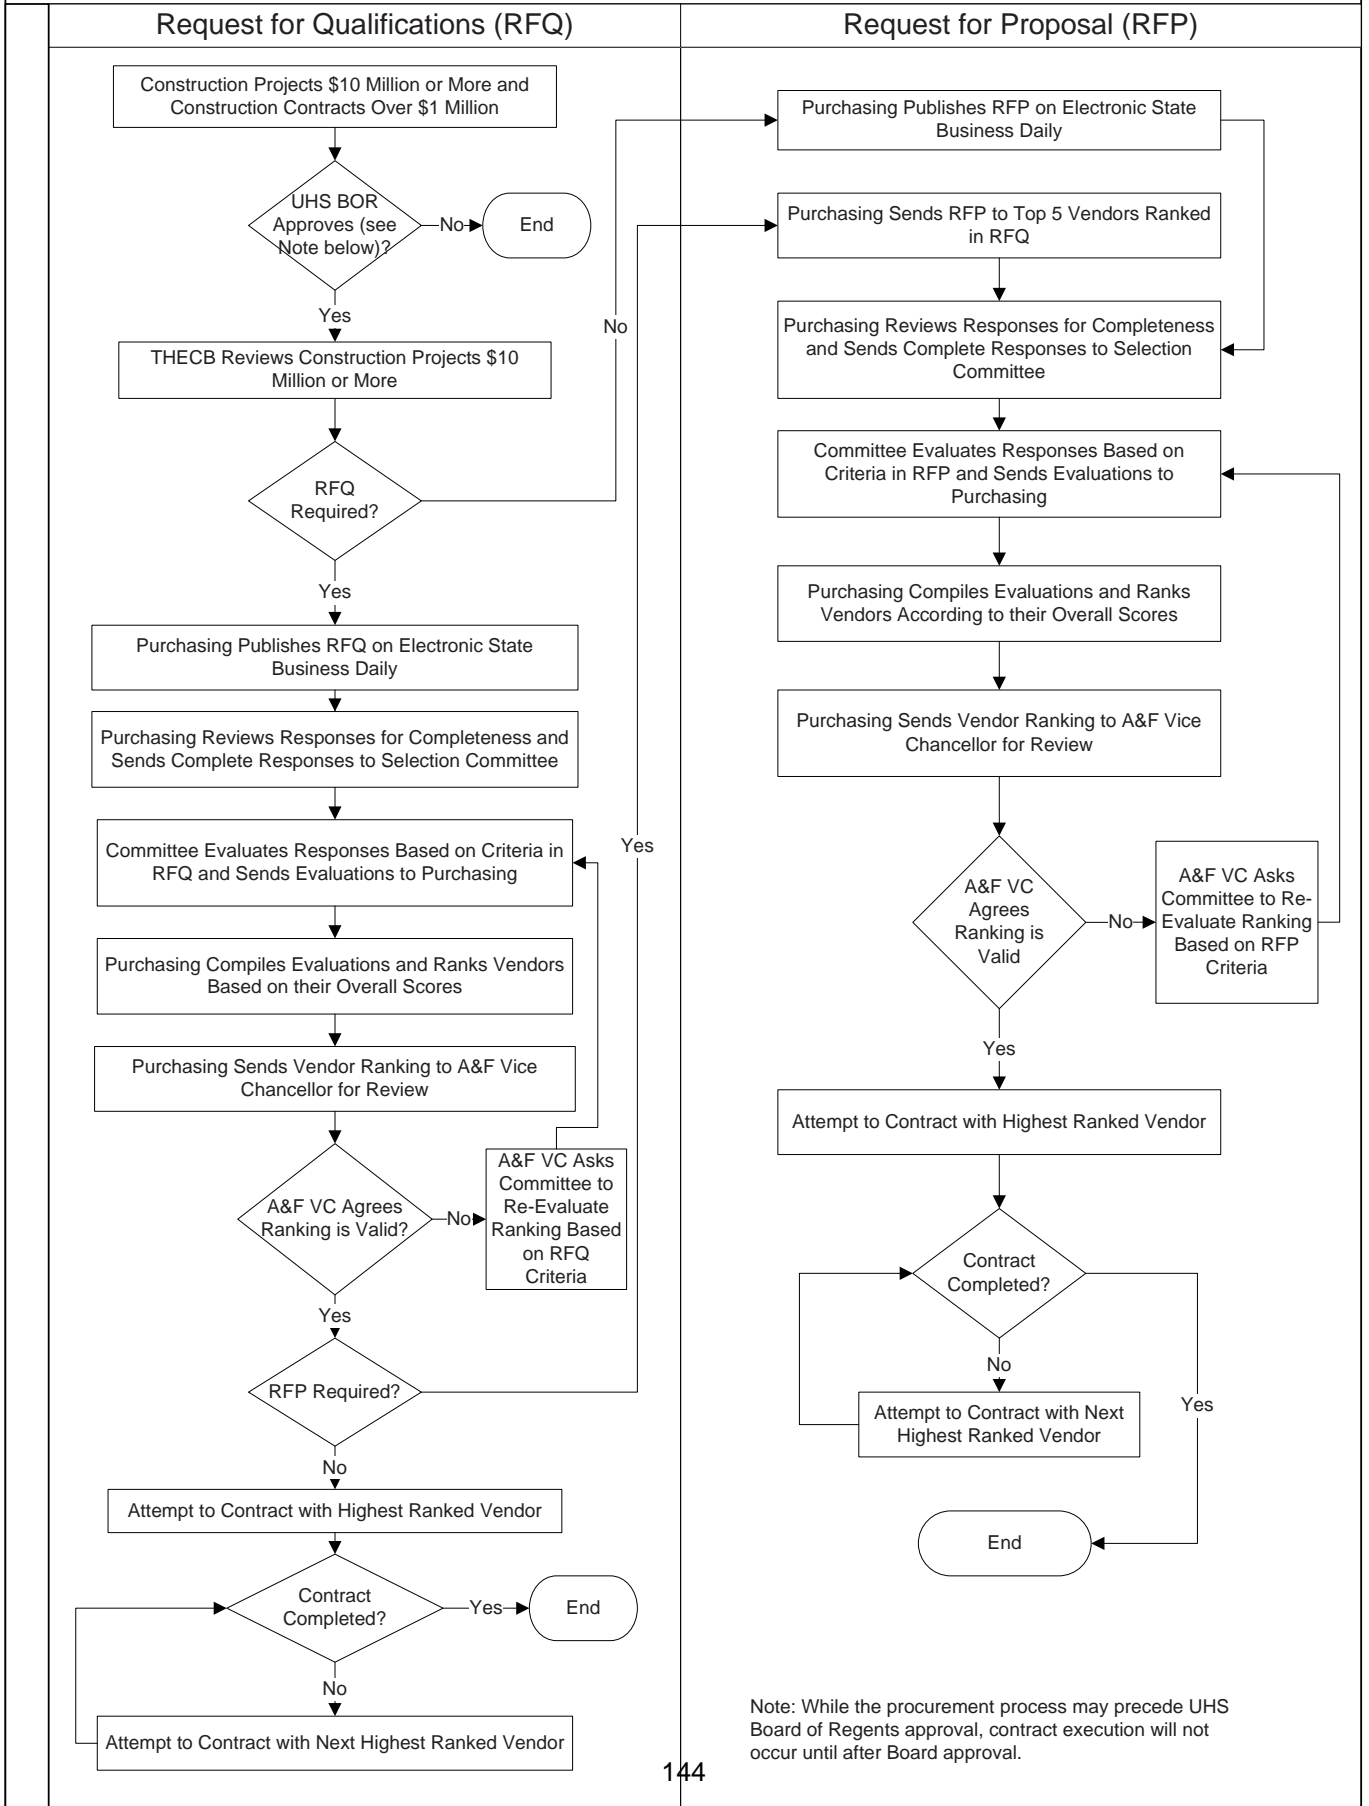 Request for Qualifications (RFQ)
Construction Projects $10 Million or More and
Construction Contracts Over $1 Million
UHS BOR
Approves (see
Note below)?
No
End
Yes
THECB Reviews Construction Projects $10
Million or More
RFQ
Required?
No
Yes
Purchasing Publishes RFQ on Electronic State
Business Daily
Purchasing Reviews Responses for Completeness and
Sends Complete Responses to Selection Committee
Committee Evaluates Responses Based on Criteria in
RFQ and Sends Evaluations to Purchasing
Purchasing Compiles Evaluations and Ranks Vendors
Based on their Overall Scores
Purchasing Sends Vendor Ranking to A&F Vice
Chancellor for Review
A&F VC Agrees
Ranking is Valid?
No
A&F VC Asks
Committee to
Re-Evaluate
Ranking Based
on RFQ
Criteria
Yes
RFP Required?
Yes
No
Attempt to Contract with Highest Ranked Vendor
Contract
Completed?
Yes
End
No
Attempt to Contract with Next Highest Ranked Vendor
Request for Proposal (RFP)
Purchasing Publishes RFP on Electronic State
Business Daily
Purchasing Sends RFP to Top 5 Vendors Ranked
in RFQ
Purchasing Reviews Responses for Completeness
and Sends Complete Responses to Selection
Committee
Committee Evaluates Responses Based on
Criteria in RFP and Sends Evaluations to
Purchasing
Purchasing Compiles Evaluations and Ranks
Vendors According to their Overall Scores
Purchasing Sends Vendor Ranking to A&F Vice
Chancellor for Review
A&F VC
Agrees
Ranking is
Valid
No
A&F VC Asks
Committee to Re-
Evaluate Ranking
Based on RFP
Criteria
Yes
Attempt to Contract with Highest Ranked Vendor
Contract
Completed?
No
Attempt to Contract with Next
Highest Ranked Vendor
Yes
End
Note: While the procurement process may precede UHS
Board of Regents approval, contract execution will not
occur until after Board approval.
144